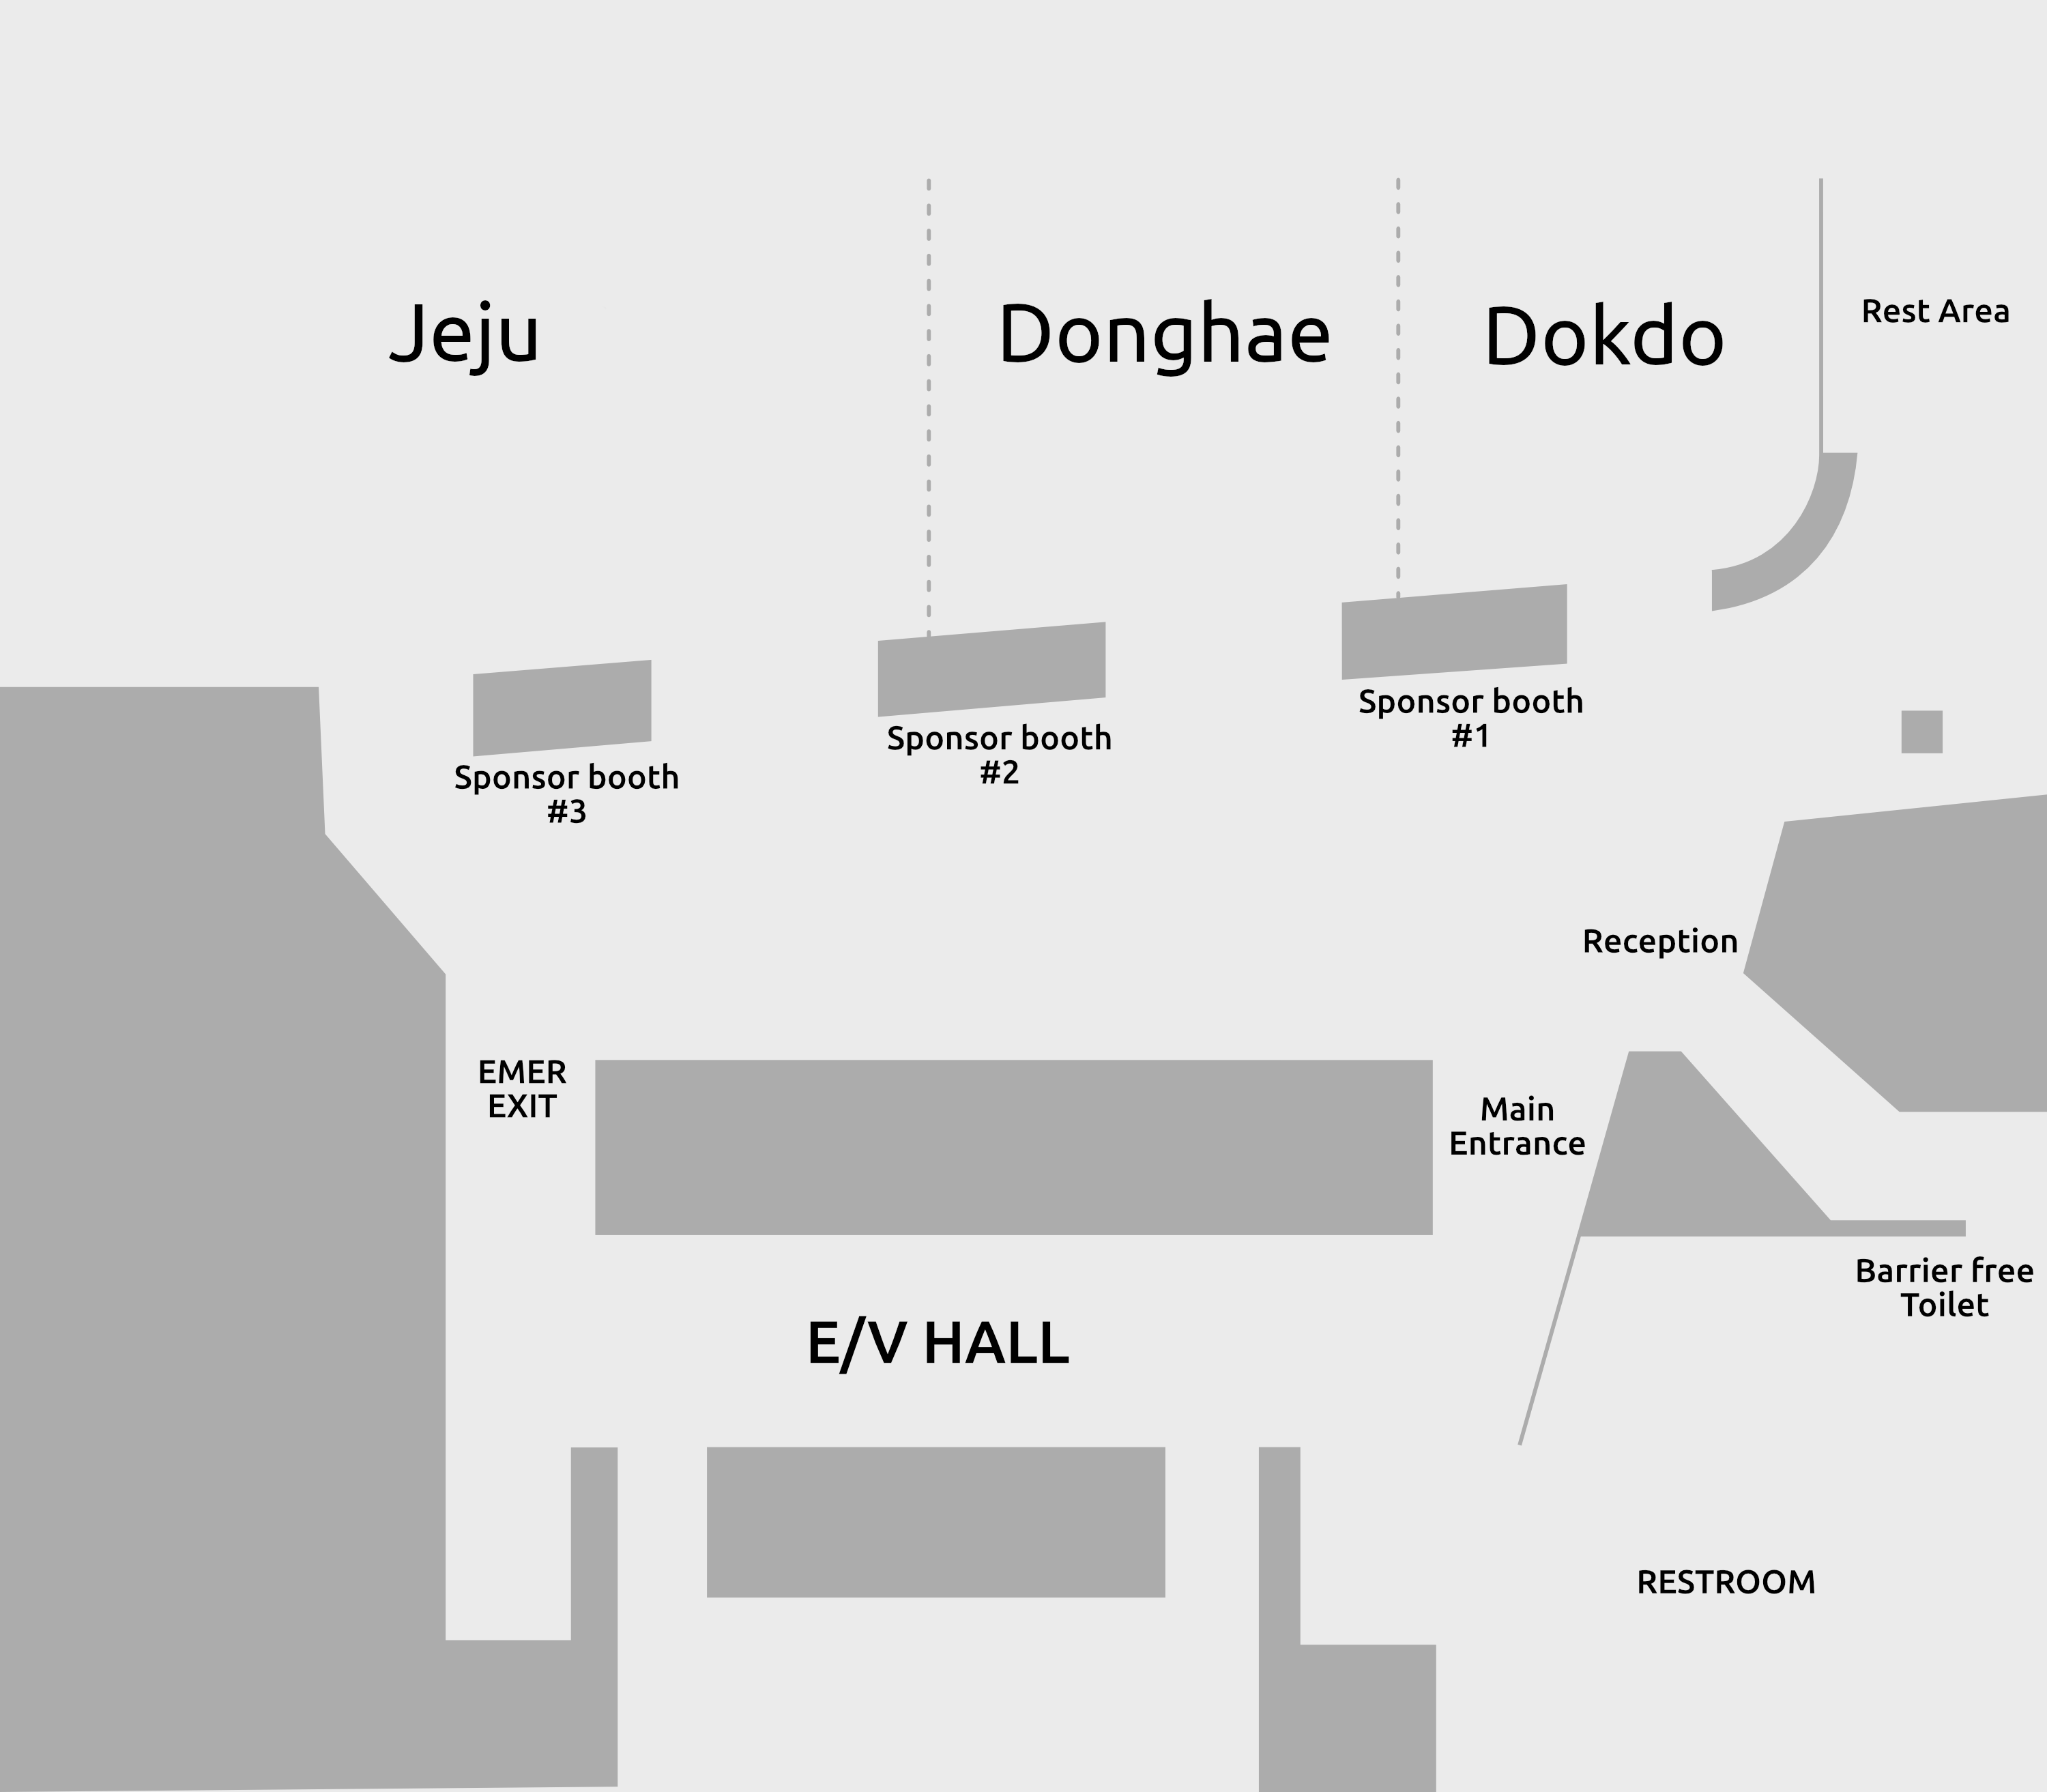 Jeju
Donghae
Dokdo
Rest Area
Sponsor booth
#1
Sponsor booth
#2
Sponsor booth
#3
Reception
EMER
EXIT
Main
Entrance
Barrier free
Toilet
E/V HALL
RESTROOM